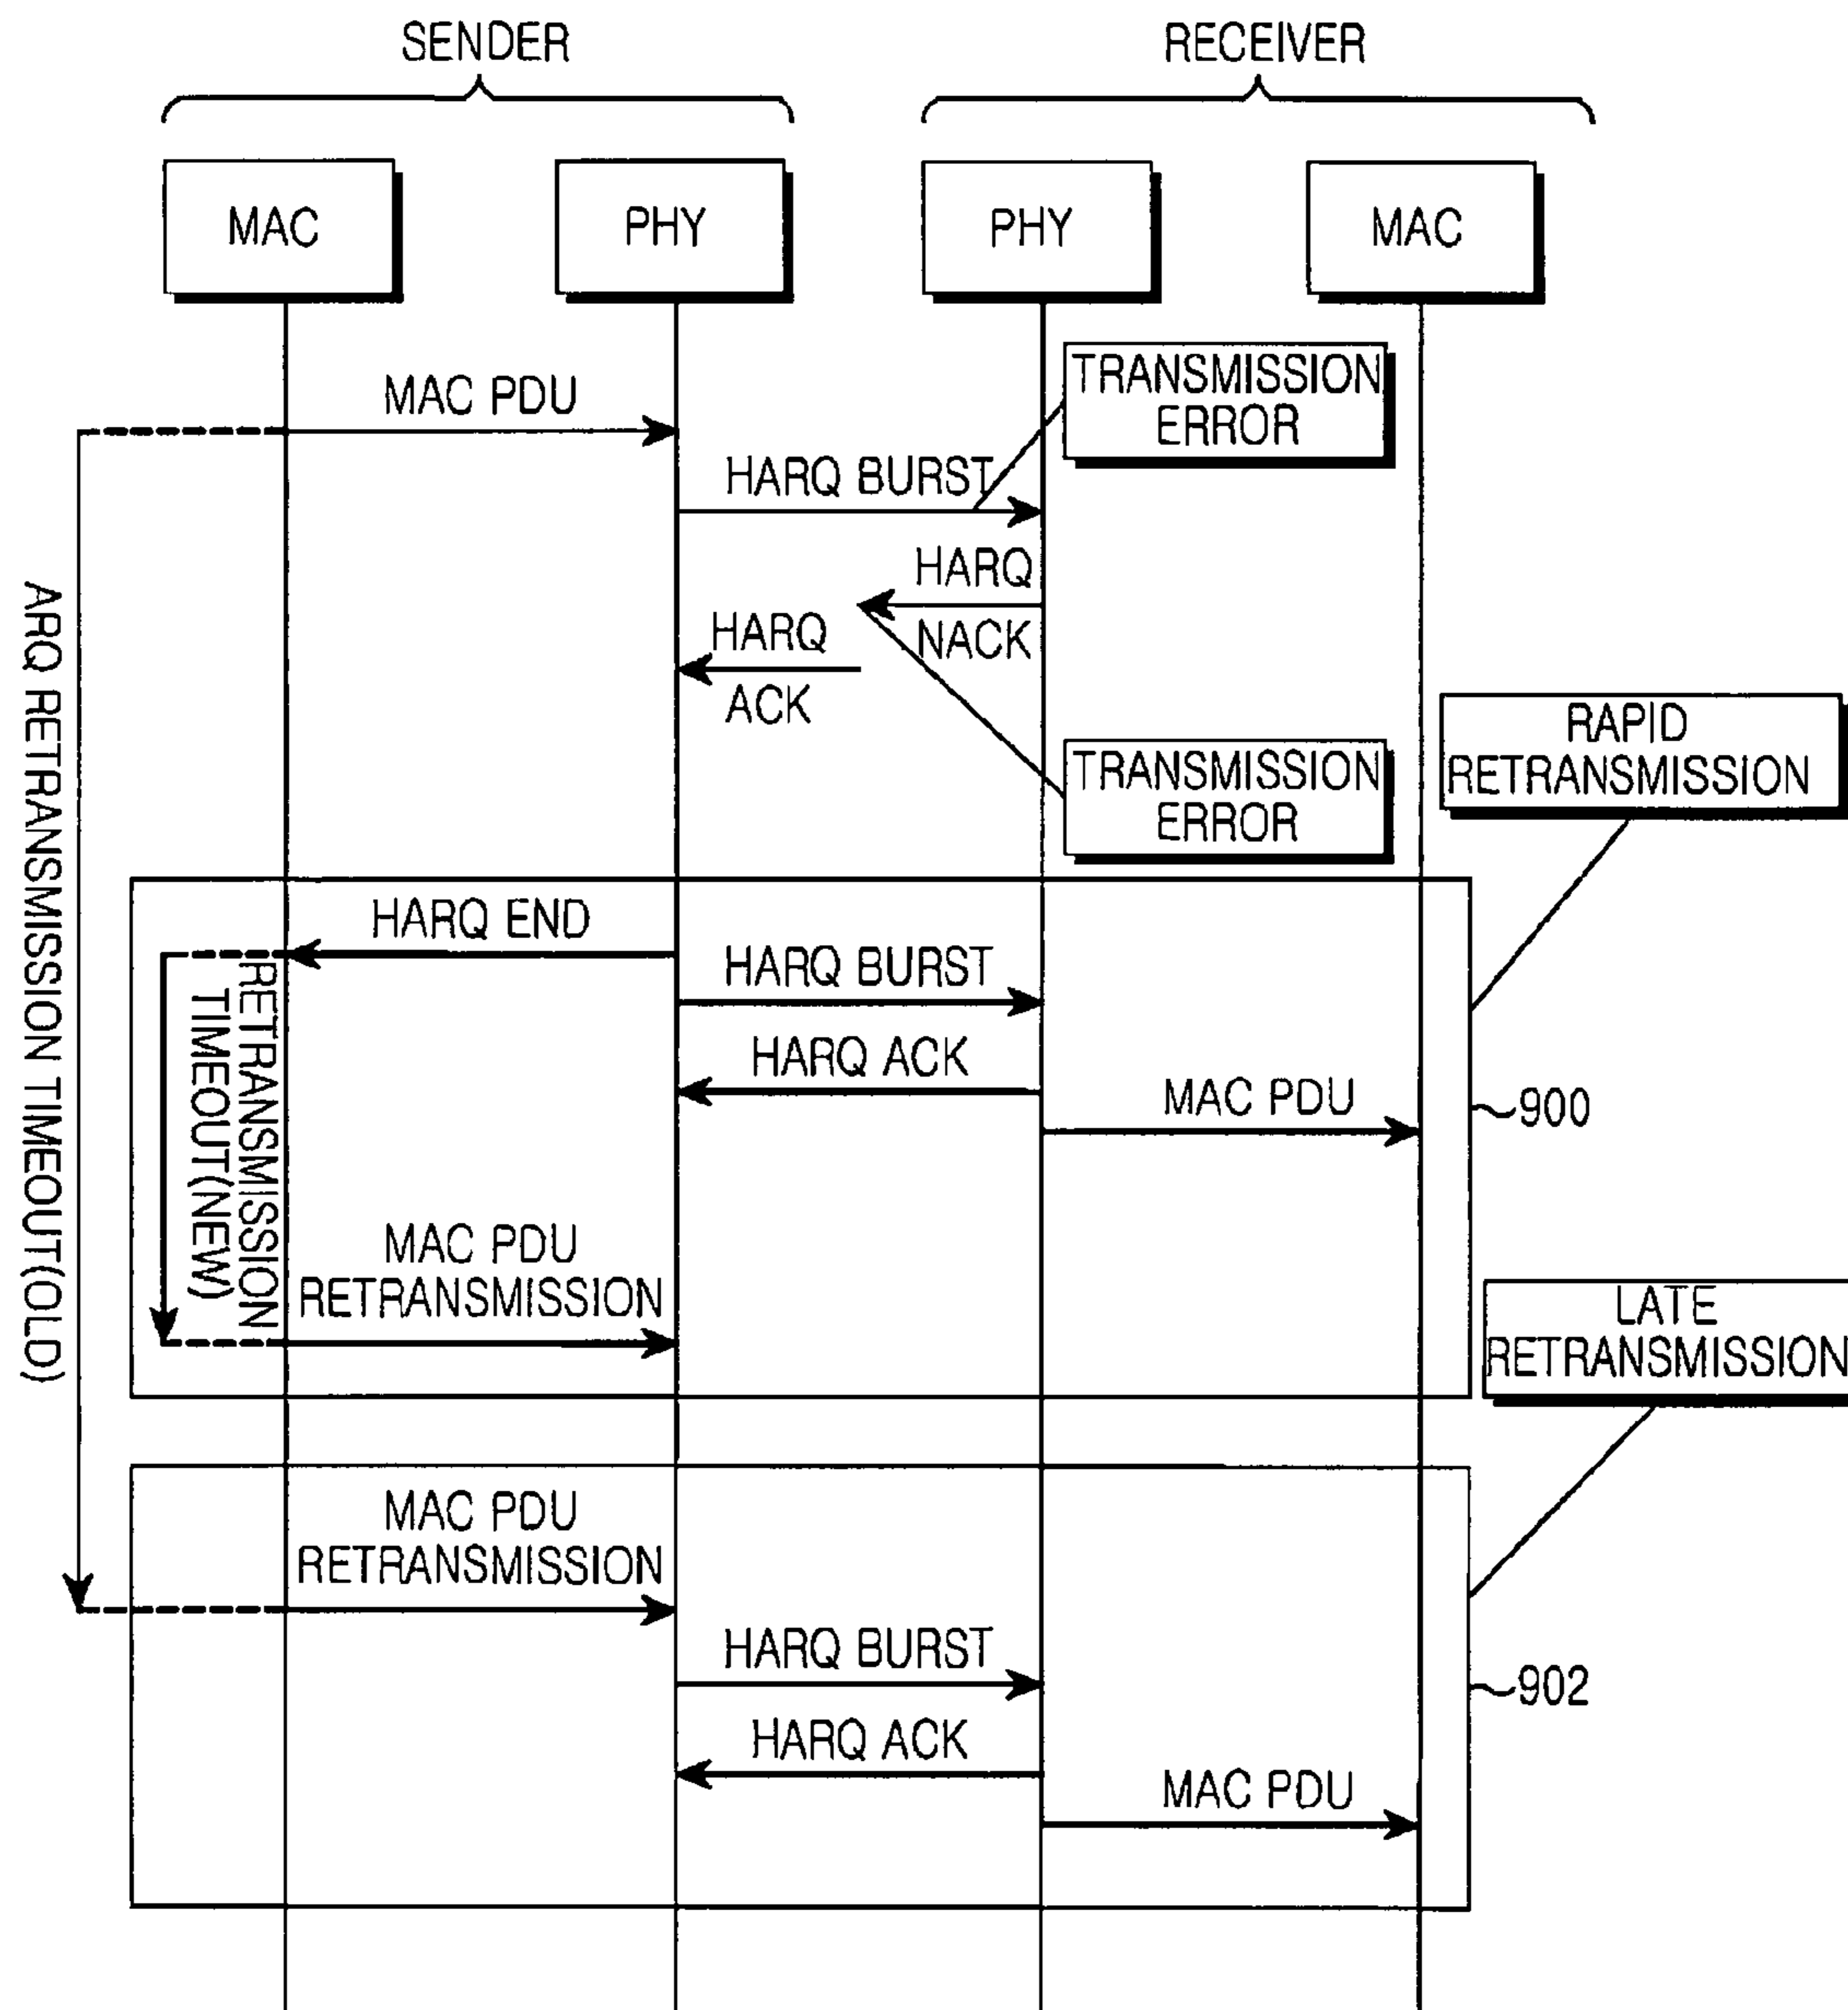 SENDER
RECEIVER
MAC
PHY
PHY
MAC
MAC PDU
TRANSMISSION
ERROR
HARQ BURST
HARQ
NACK
HARQ
ACK
TRANSMISSION
ERROR
RAPID
RETRANSMISSION
ARQ RETRANSMISSION TIMEOUT(OLD)
HARQ END
HARQ BURST
RETRANSMISSION
TIMEOUT(NEW)
HARQ ACK
MAC PDU
900
MAC PDU
RETRANSMISSION
LATE
RETRANSMISSION
MAC PDU
RETRANSMISSION
HARQ BURST
902
HARQ ACK
MAC PDU